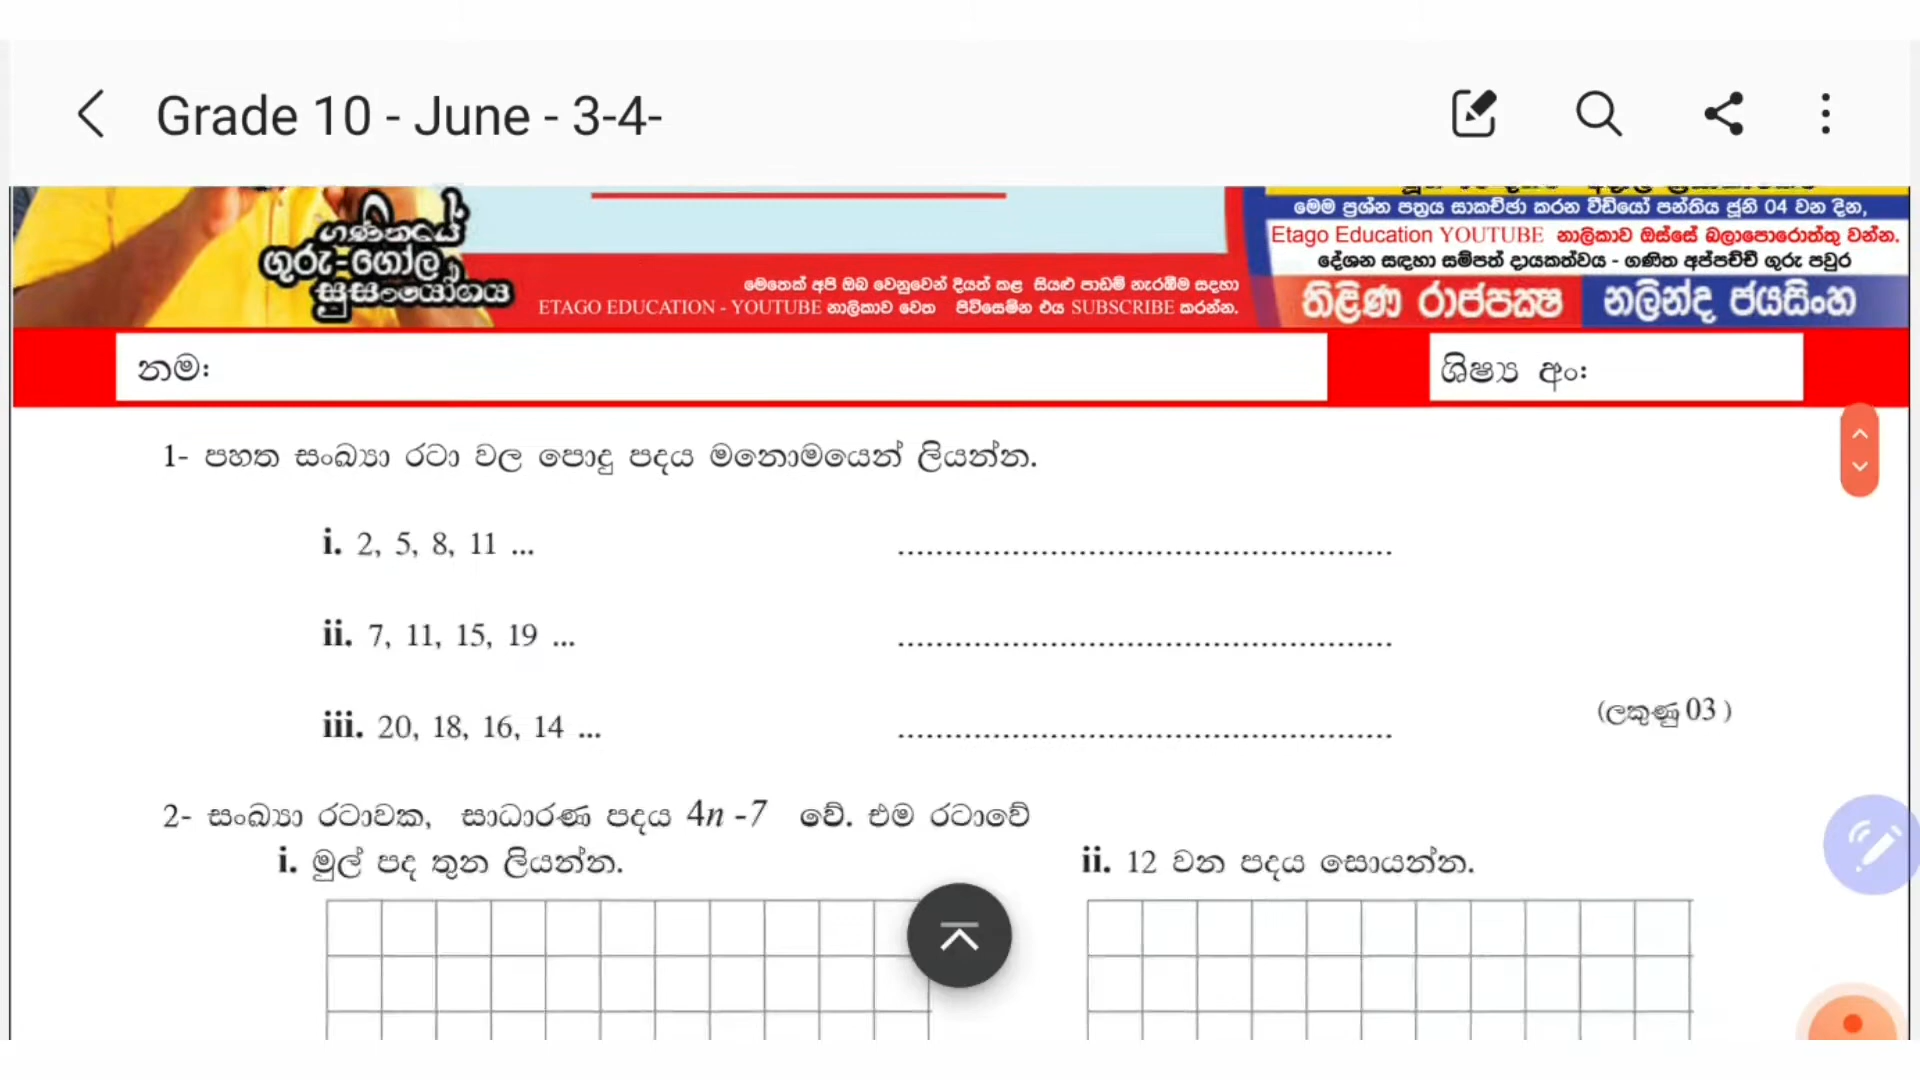 Grade 10 - June - 3-4-
ගණිතයේ
ගුරු-ගෝල
සුසංයෝගය
මෙතෙක් අපි ඔබ වෙනුවෙන් දියත් කළ සියළු පාඩම් නැරඹීම සඳහා
ETAGO EDUCATION - YOUTUBE නාලිකාව වෙත පිවිසෙමින් එය SUBSCRIBE කරන්න.
මෙම ප්‍රශ්න පත්‍රය සාකච්ඡා කරන වීඩියෝ පන්තිය ජූනි 04 වන දින,
Etago Education YOUTUBE නාලිකාව ඔස්සේ බලාපොරොත්තු වන්න.
දේශන සඳහා සම්පත් දායකත්වය - ගණිත අප්පච්චී ගුරු පවුර
තිළිණ රාජපක්ෂ නලින්ද ජයසිංහ
නම:
ශිෂ්‍ය අං:
1- පහත සංඛ්‍යා රටා වල පොදු පදය මනොමයෙන් ලියන්න.
i. 2, 5, 8, 11 ... ....................................................
ii. 7, 11, 15, 19 ... ....................................................
iii. 20, 18, 16, 14 ... ....................................................
(ලකුණු 03 )
2- සංඛ්‍යා රටාවක, සාධාරණ පදය 4n -7 වේ. එම රටාවේ
i. මුල් පද තුන ලියන්න.
ii. 12 වන පදය සොයන්න.